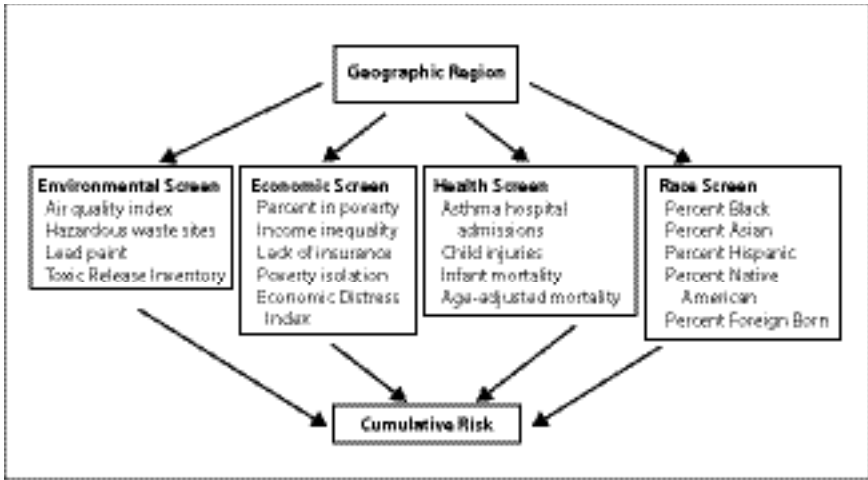 Geographic Region
Environmental Screen
Air quality index
Hazardous waste sites
Lead paint
Toxic Release Inventory
Economic Screen
Percent in poverty
Income inequality
Lack of insurance
Poverty isolation
Economic Distress
Index
Health Screen
Asthma hospital
admissions
Child injuries
Infant mortality
Age-adjusted mortality
Race Screen
Percent Black
Percent Asian
Percent Hispanic
Percent Native
American
Percent Foreign Born
Cumulative Risk